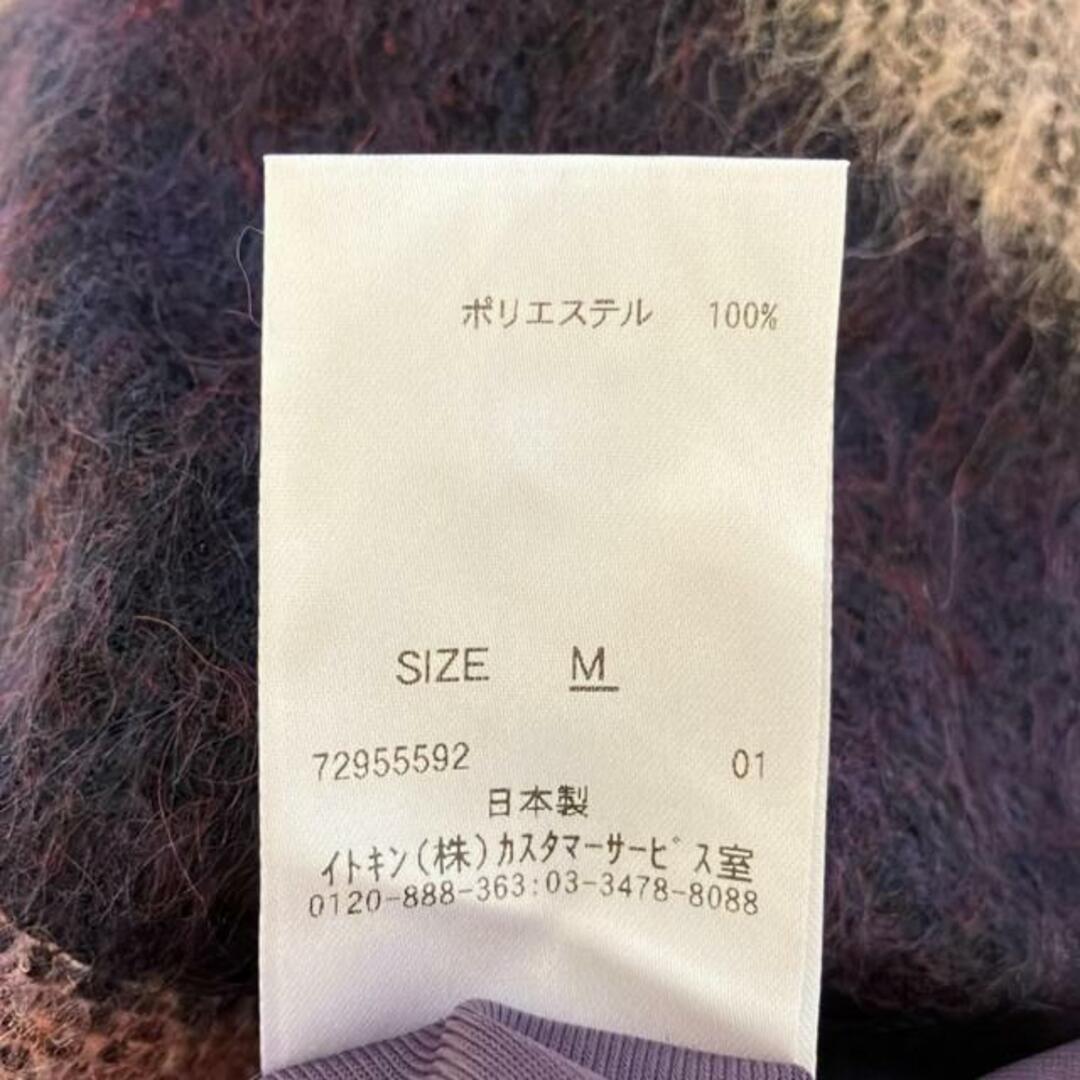 ポリエステル 100%
SIZE M
72955592 01
日本製
イトキン(株)カスタマーサービス室
0120-888-363:03-3478-8088